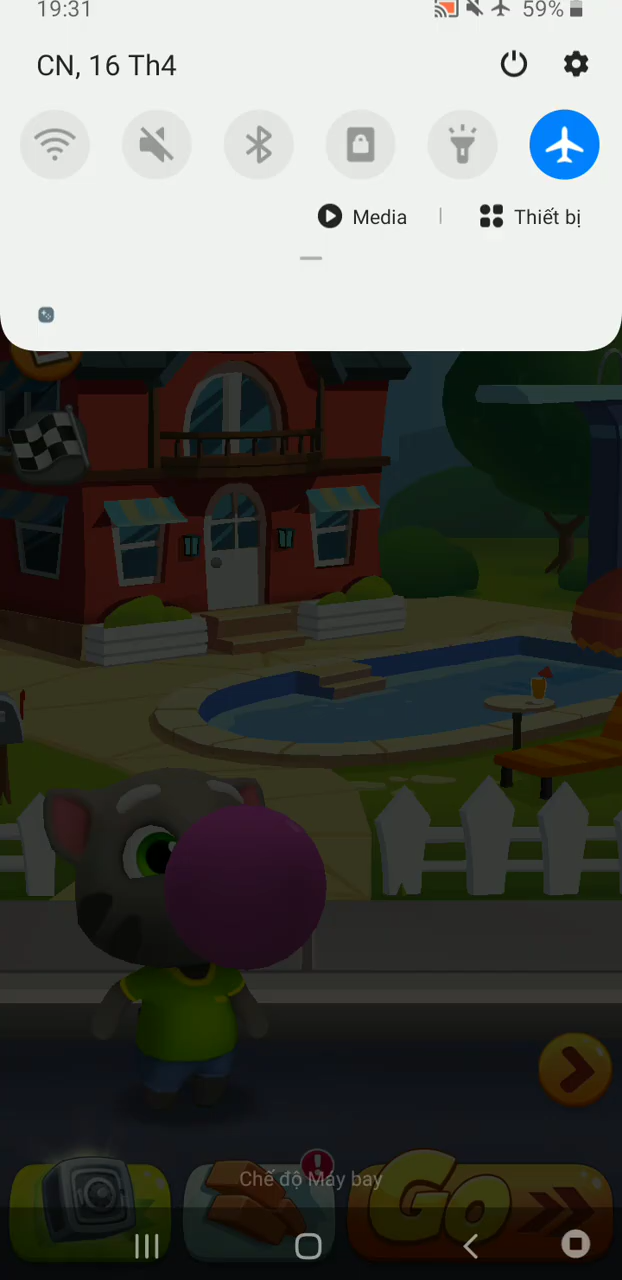 19:31
59%
CN, 16 Th4
Media
Thiết bị
Chế độ Máy bay
Go